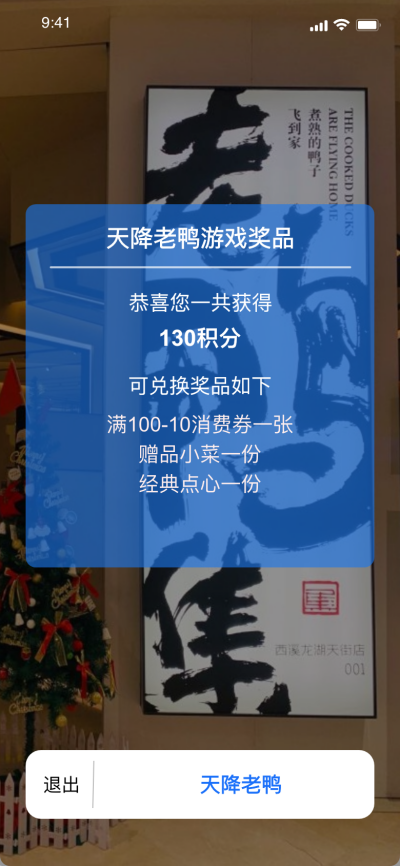 9:41
THE COOKED DUCKS
ARE FLYING HOME
煮熟的鸭子
飞到家
老鸭集
天降老鸭游戏奖品
恭喜您一共获得
130积分
可兑换奖品如下
满100-10消费券一张
赠品小菜一份
经典点心一份
西溪龙湖天街店
001
退出
天降老鸭